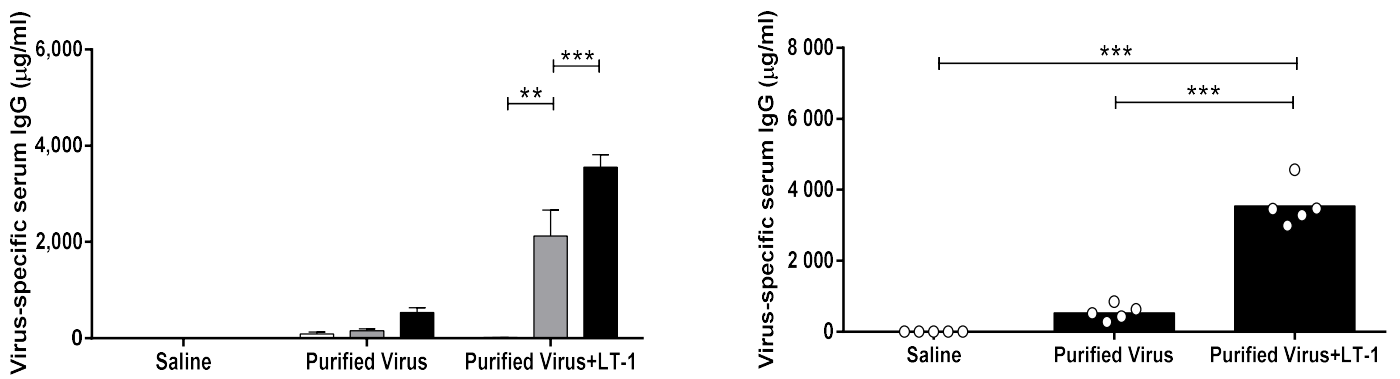 Virus-specific serum IgG (µg/ml)
6,000
4,000
2,000
0
***
**
Saline
Purified Virus
Purified Virus+LT-1
Virus-specific serum IgG (µg/ml)
8 000
6 000
4 000
2 000
0
***
***
Saline
Purified Virus
Purified Virus+LT-1